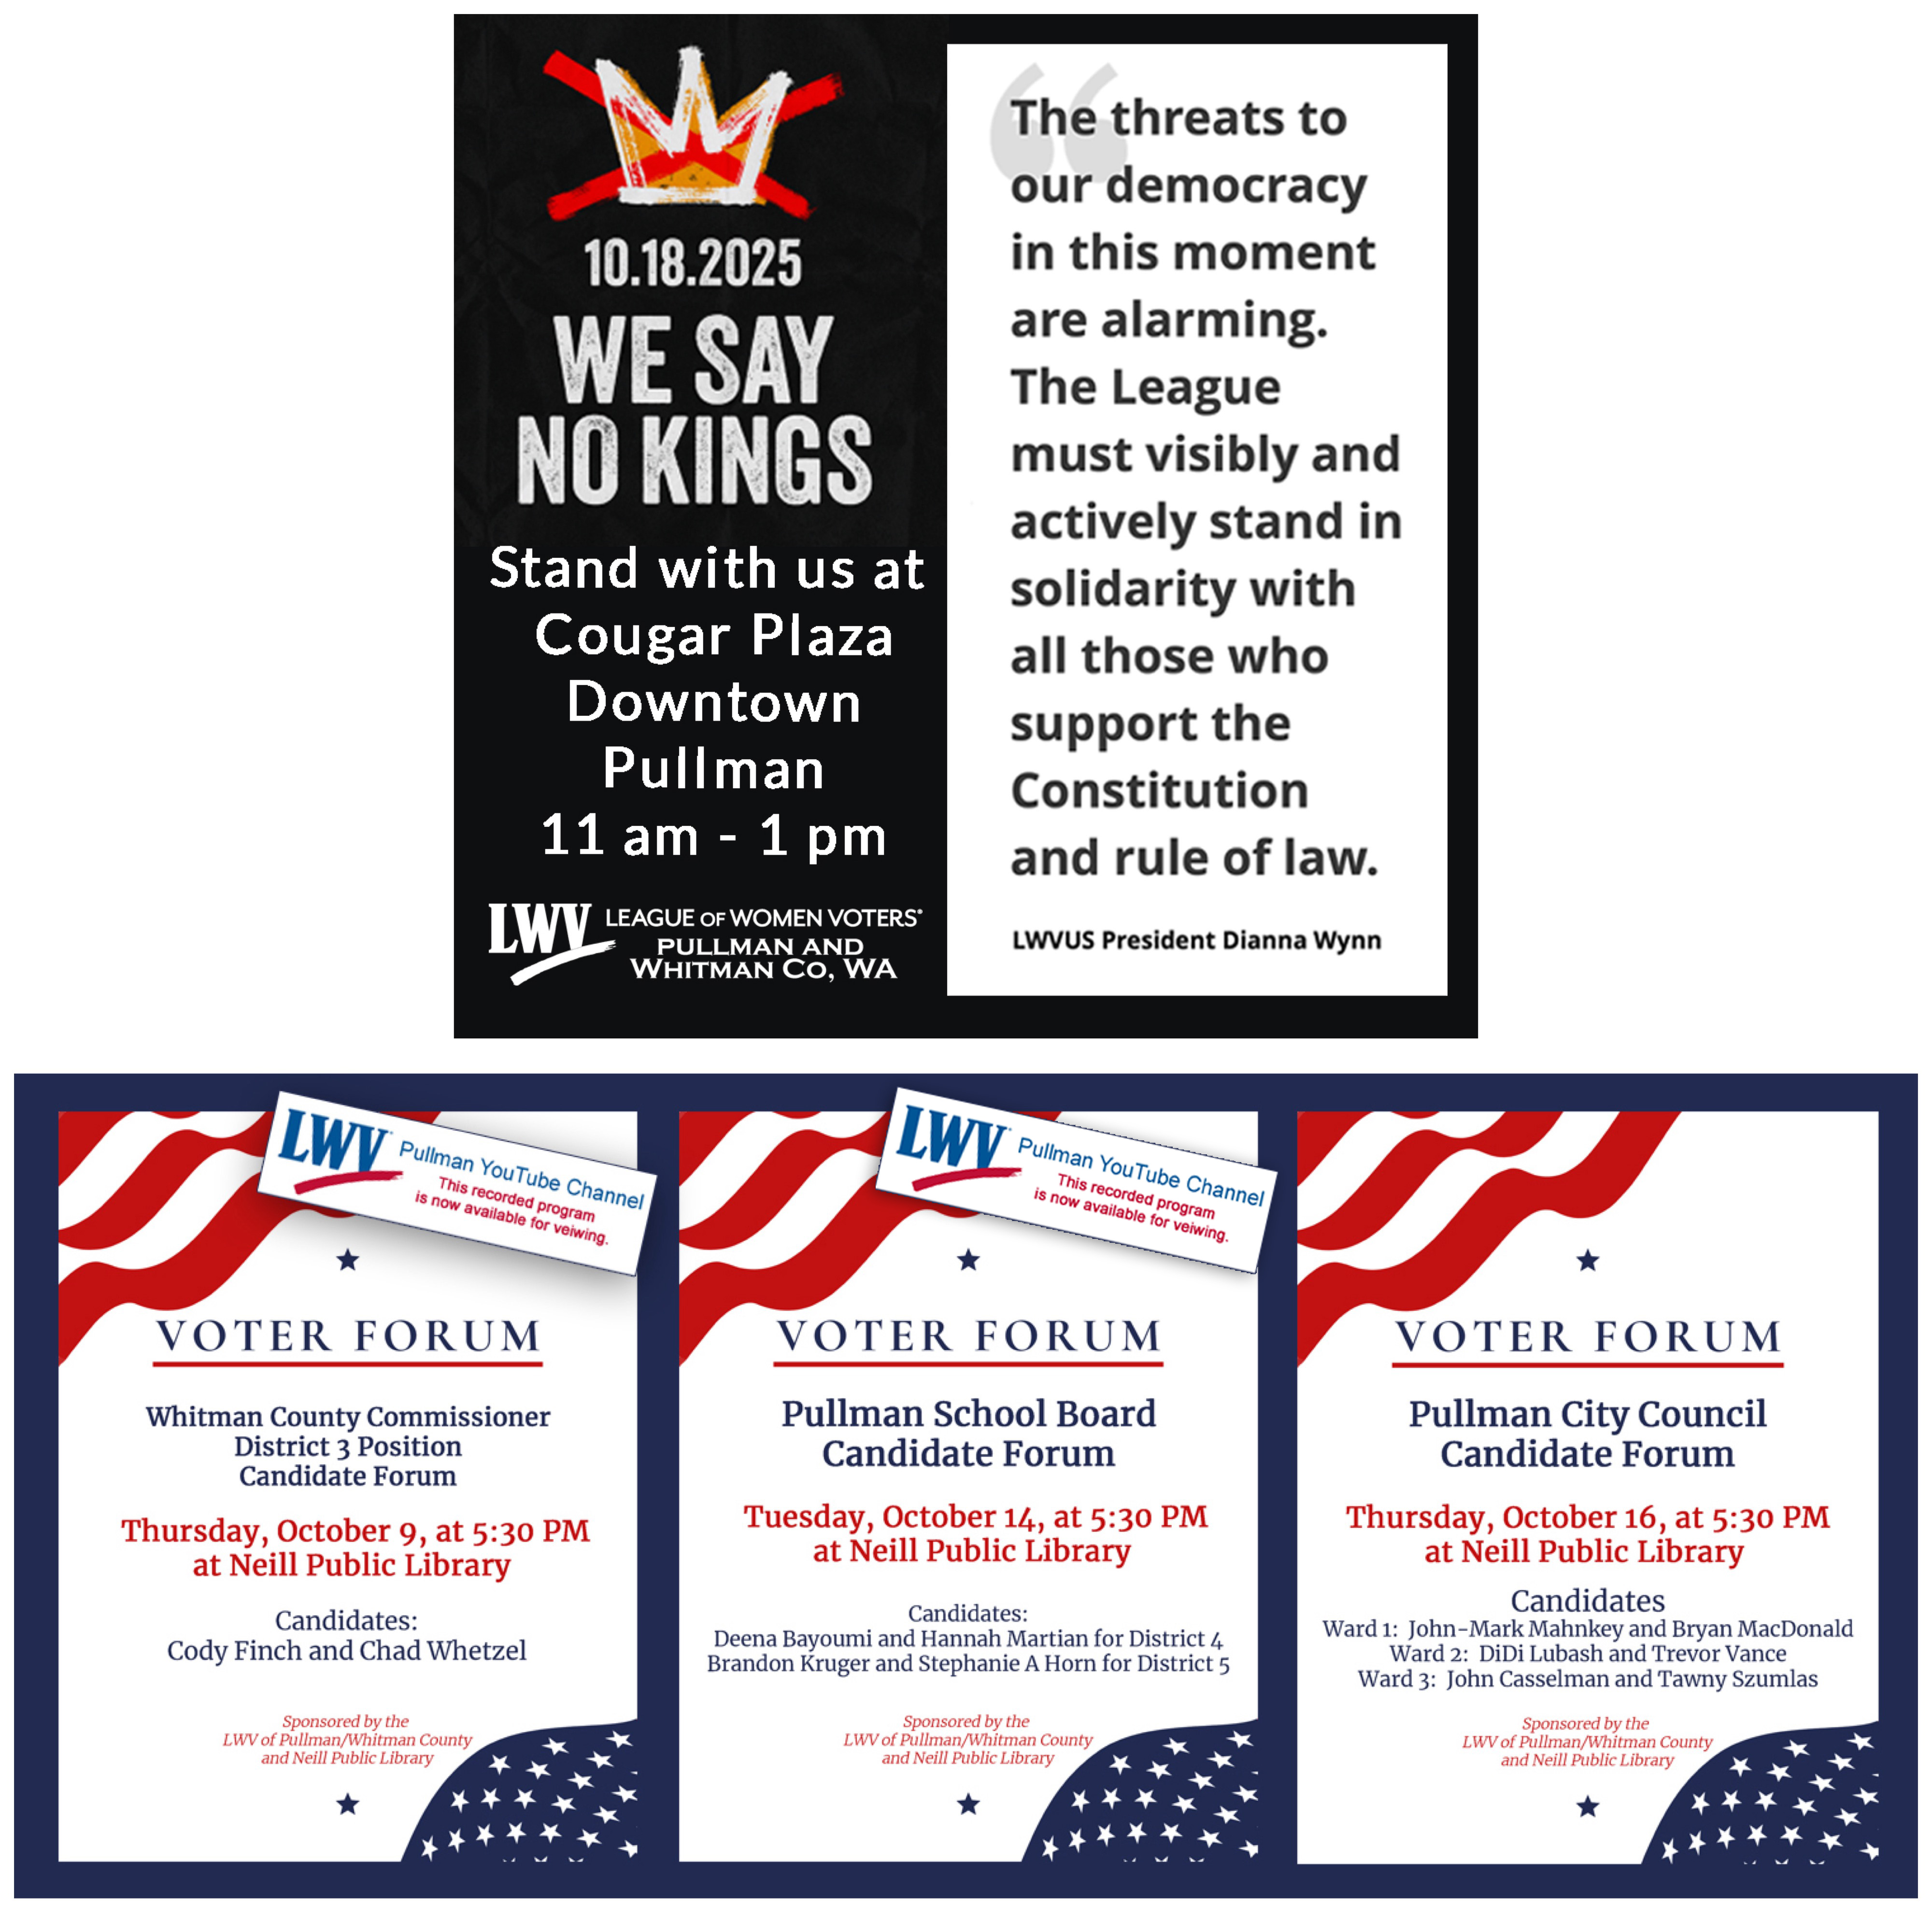 10.18.2025
WE SAY
NO KINGS
Stand with us at
Cougar Plaza
Downtown
Pullman
11 am - 1 pm
LWV LEAGUE OF WOMEN VOTERS®
PULLMAN AND
WHITMAN CO, WA
“The threats to
our democracy
in this moment
are alarming.
The League
must visibly and
actively stand in
solidarity with
all those who
support the
Constitution
and rule of law.
LWVUS President Dianna Wynn
LWV Pullman YouTube Channel
This recorded program
is now available for veiwing.
VOTER FORUM
Whitman County Commissioner
District 3 Position
Candidate Forum
Thursday, October 9, at 5:30 PM
at Neill Public Library
Candidates:
Cody Finch and Chad Whetzel
Sponsored by the
LWV of Pullman/Whitman County
and Neill Public Library
LWV Pullman YouTube Channel
This recorded program
is now available for veiwing.
VOTER FORUM
Pullman School Board
Candidate Forum
Tuesday, October 14, at 5:30 PM
at Neill Public Library
Candidates:
Deena Bayoumi and Hannah Martian for District 4
Brandon Kruger and Stephanie A Horn for District 5
Sponsored by the
LWV of Pullman/Whitman County
and Neill Public Library
VOTER FORUM
Pullman City Council
Candidate Forum
Thursday, October 16, at 5:30 PM
at Neill Public Library
Candidates
Ward 1: John-Mark Mahnkey and Bryan MacDonald
Ward 2: DiDi Lubash and Trevor Vance
Ward 3: John Casselman and Tawny Szumlas
Sponsored by the
LWV of Pullman/Whitman County
and Neill Public Library